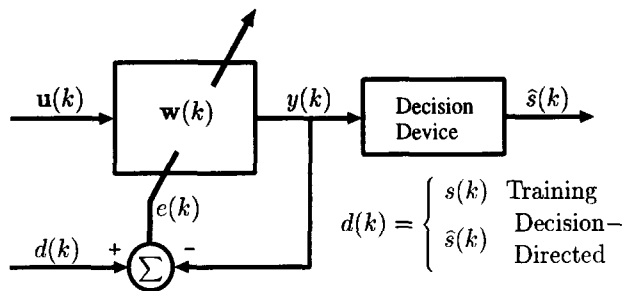 u(k)
w(k)
y(k)
Decision
Device
ŝ(k)
e(k)
d(k) = { s(k) Training
ŝ(k) Decision−
Directed
d(k)
+
−
Σ